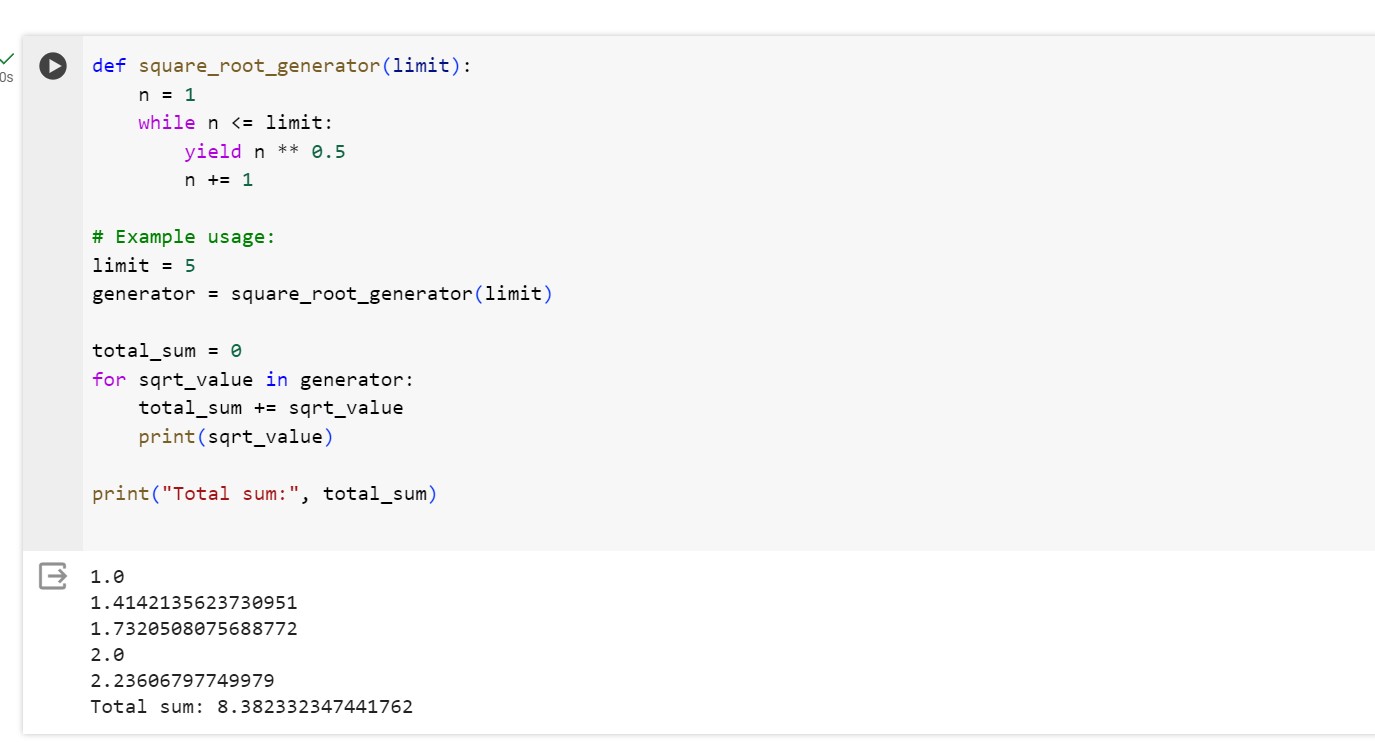 def square_root_generator(limit):
    n = 1
    while n <= limit:
        yield n ** 0.5
        n += 1

# Example usage:
limit = 5
generator = square_root_generator(limit)

total_sum = 0
for sqrt_value in generator:
    total_sum += sqrt_value
    print(sqrt_value)

print("Total sum:", total_sum)
0s
1.0
1.4142135623730951
1.7320508075688772
2.0
2.23606797749979
Total sum: 8.382332347441762